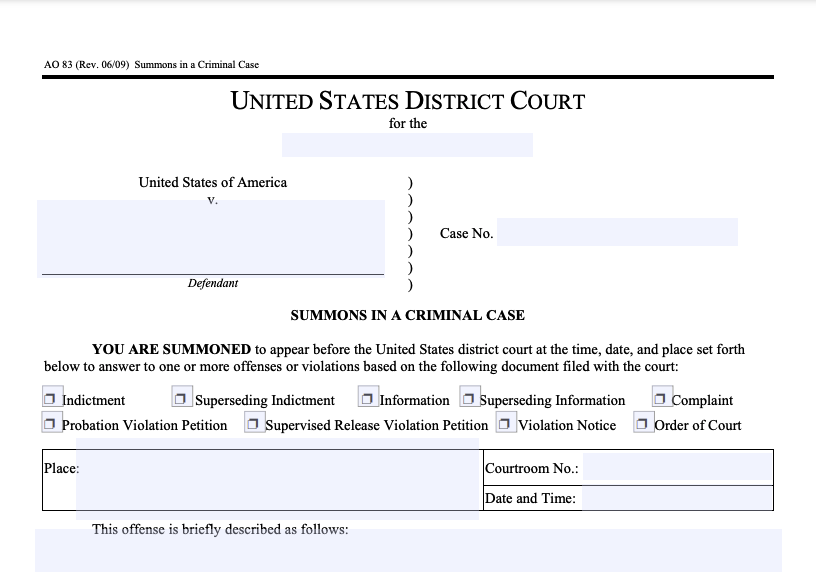 AO 83 (Rev. 06/09) Summons in a Criminal Case
UNITED STATES DISTRICT COURT
for the
United States of America
v.
Defendant
)
)
)
)
)
)
)
Case No.
SUMMONS IN A CRIMINAL CASE
YOU ARE SUMMONED to appear before the United States district court at the time, date, and place set forth
below to answer to one or more offenses or violations based on the following document filed with the court:
Indictment Superseding Indictment Information Superseding Information Complaint
Probation Violation Petition Supervised Release Violation Petition Violation Notice Order of Court
Place:
Courtroom No.:
Date and Time:
This offense is briefly described as follows: